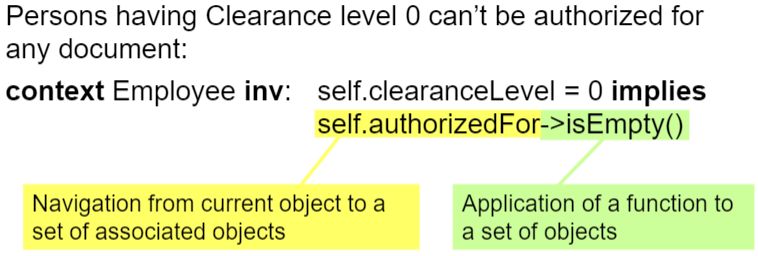 Persons having Clearance level 0 can’t be authorized for
any document:
context Employee inv: self.clearanceLevel = 0 implies
self.authorizedFor->isEmpty()
Navigation from current object to a
set of associated objects
Application of a function to
a set of objects